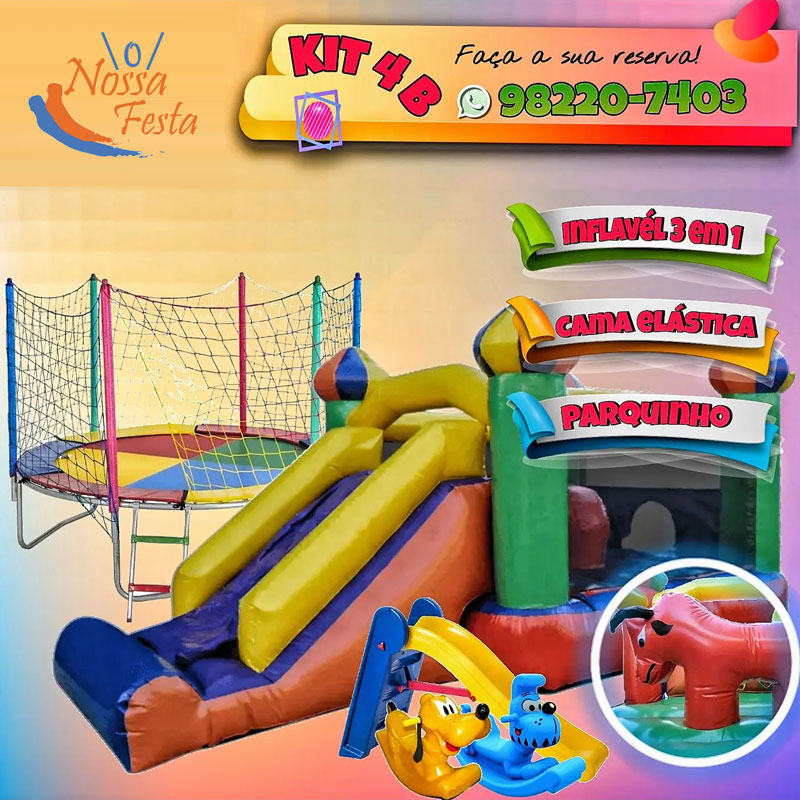 Nossa
Festa
KIT 4 B
Faça a sua reserva!
98220-7403
Inflavél 3 em 1
Cama elástica
Parquinho